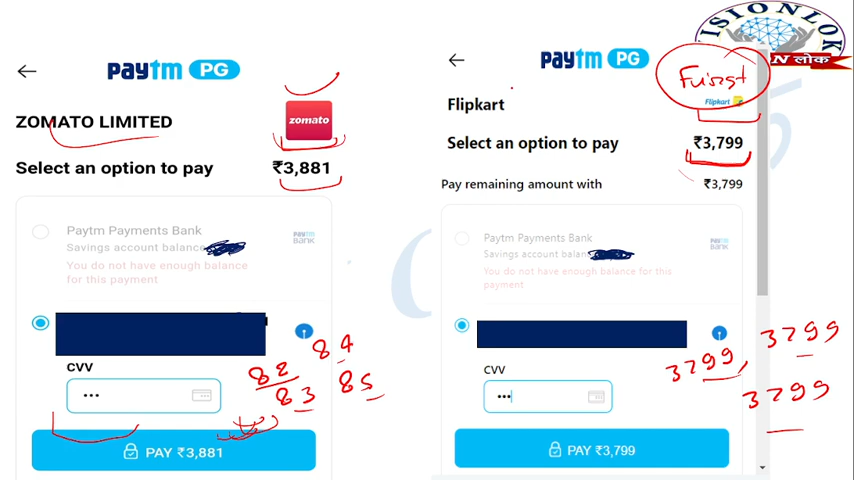 paytm PG
ZOMATO LIMITED
zomato
Select an option to pay
₹3,881
Paytm Payments Bank
Savings account balance
PAYTM
BANK
You do not have enough balance
for this payment
CVV
•••
82
83
84
85
PAY ₹3,881
ISIONLOK
N लोक
paytm PG
Flipkart
Flipkart
Select an option to pay
₹3,799
Pay remaining amount with
₹3,799
Paytm Payments Bank
Savings account balan
PAYTM
BANK
You do not have enough balance for this
payment
CVV
•••
3799, 3799
3799
PAY ₹3,799